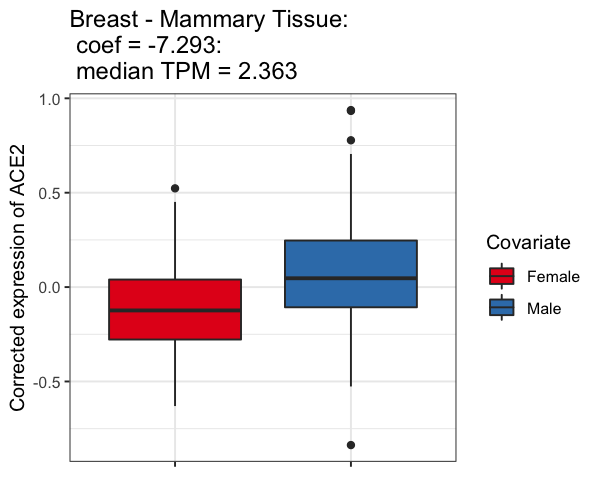 Breast - Mammary Tissue:
coef = -7.293:
median TPM = 2.363
Corrected expression of ACE2
1.0
0.5
0.0
-0.5
Covariate
Female
Male